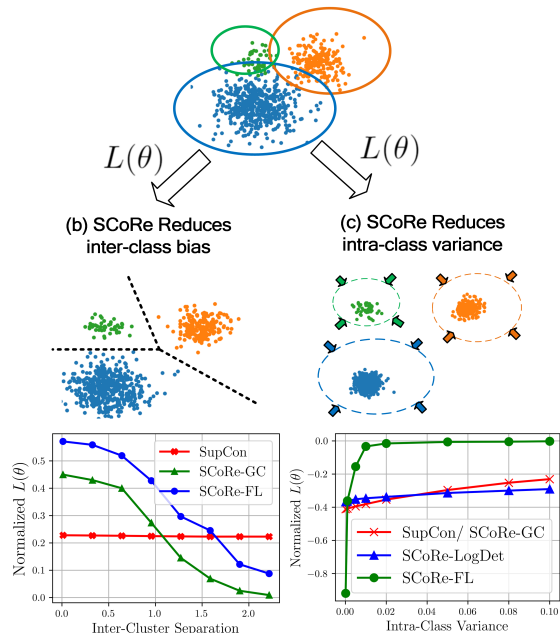 L(θ)
L(θ)
(b) SCoRe Reduces
inter-class bias
(c) SCoRe Reduces
intra-class variance
Normalized L(θ)
0.5
0.4
0.3
0.2
0.1
0.0
SupCon
SCoRe-GC
SCoRe-FL
0.0
0.5
1.0
1.5
2.0
Inter-Cluster Separation
Normalized L(θ)
0.0
−0.2
−0.4
−0.6
−0.8
SupCon/ SCoRe-GC
SCoRe-LogDet
SCoRe-FL
0.00
0.02
0.04
0.06
0.08
0.10
Intra-Class Variance